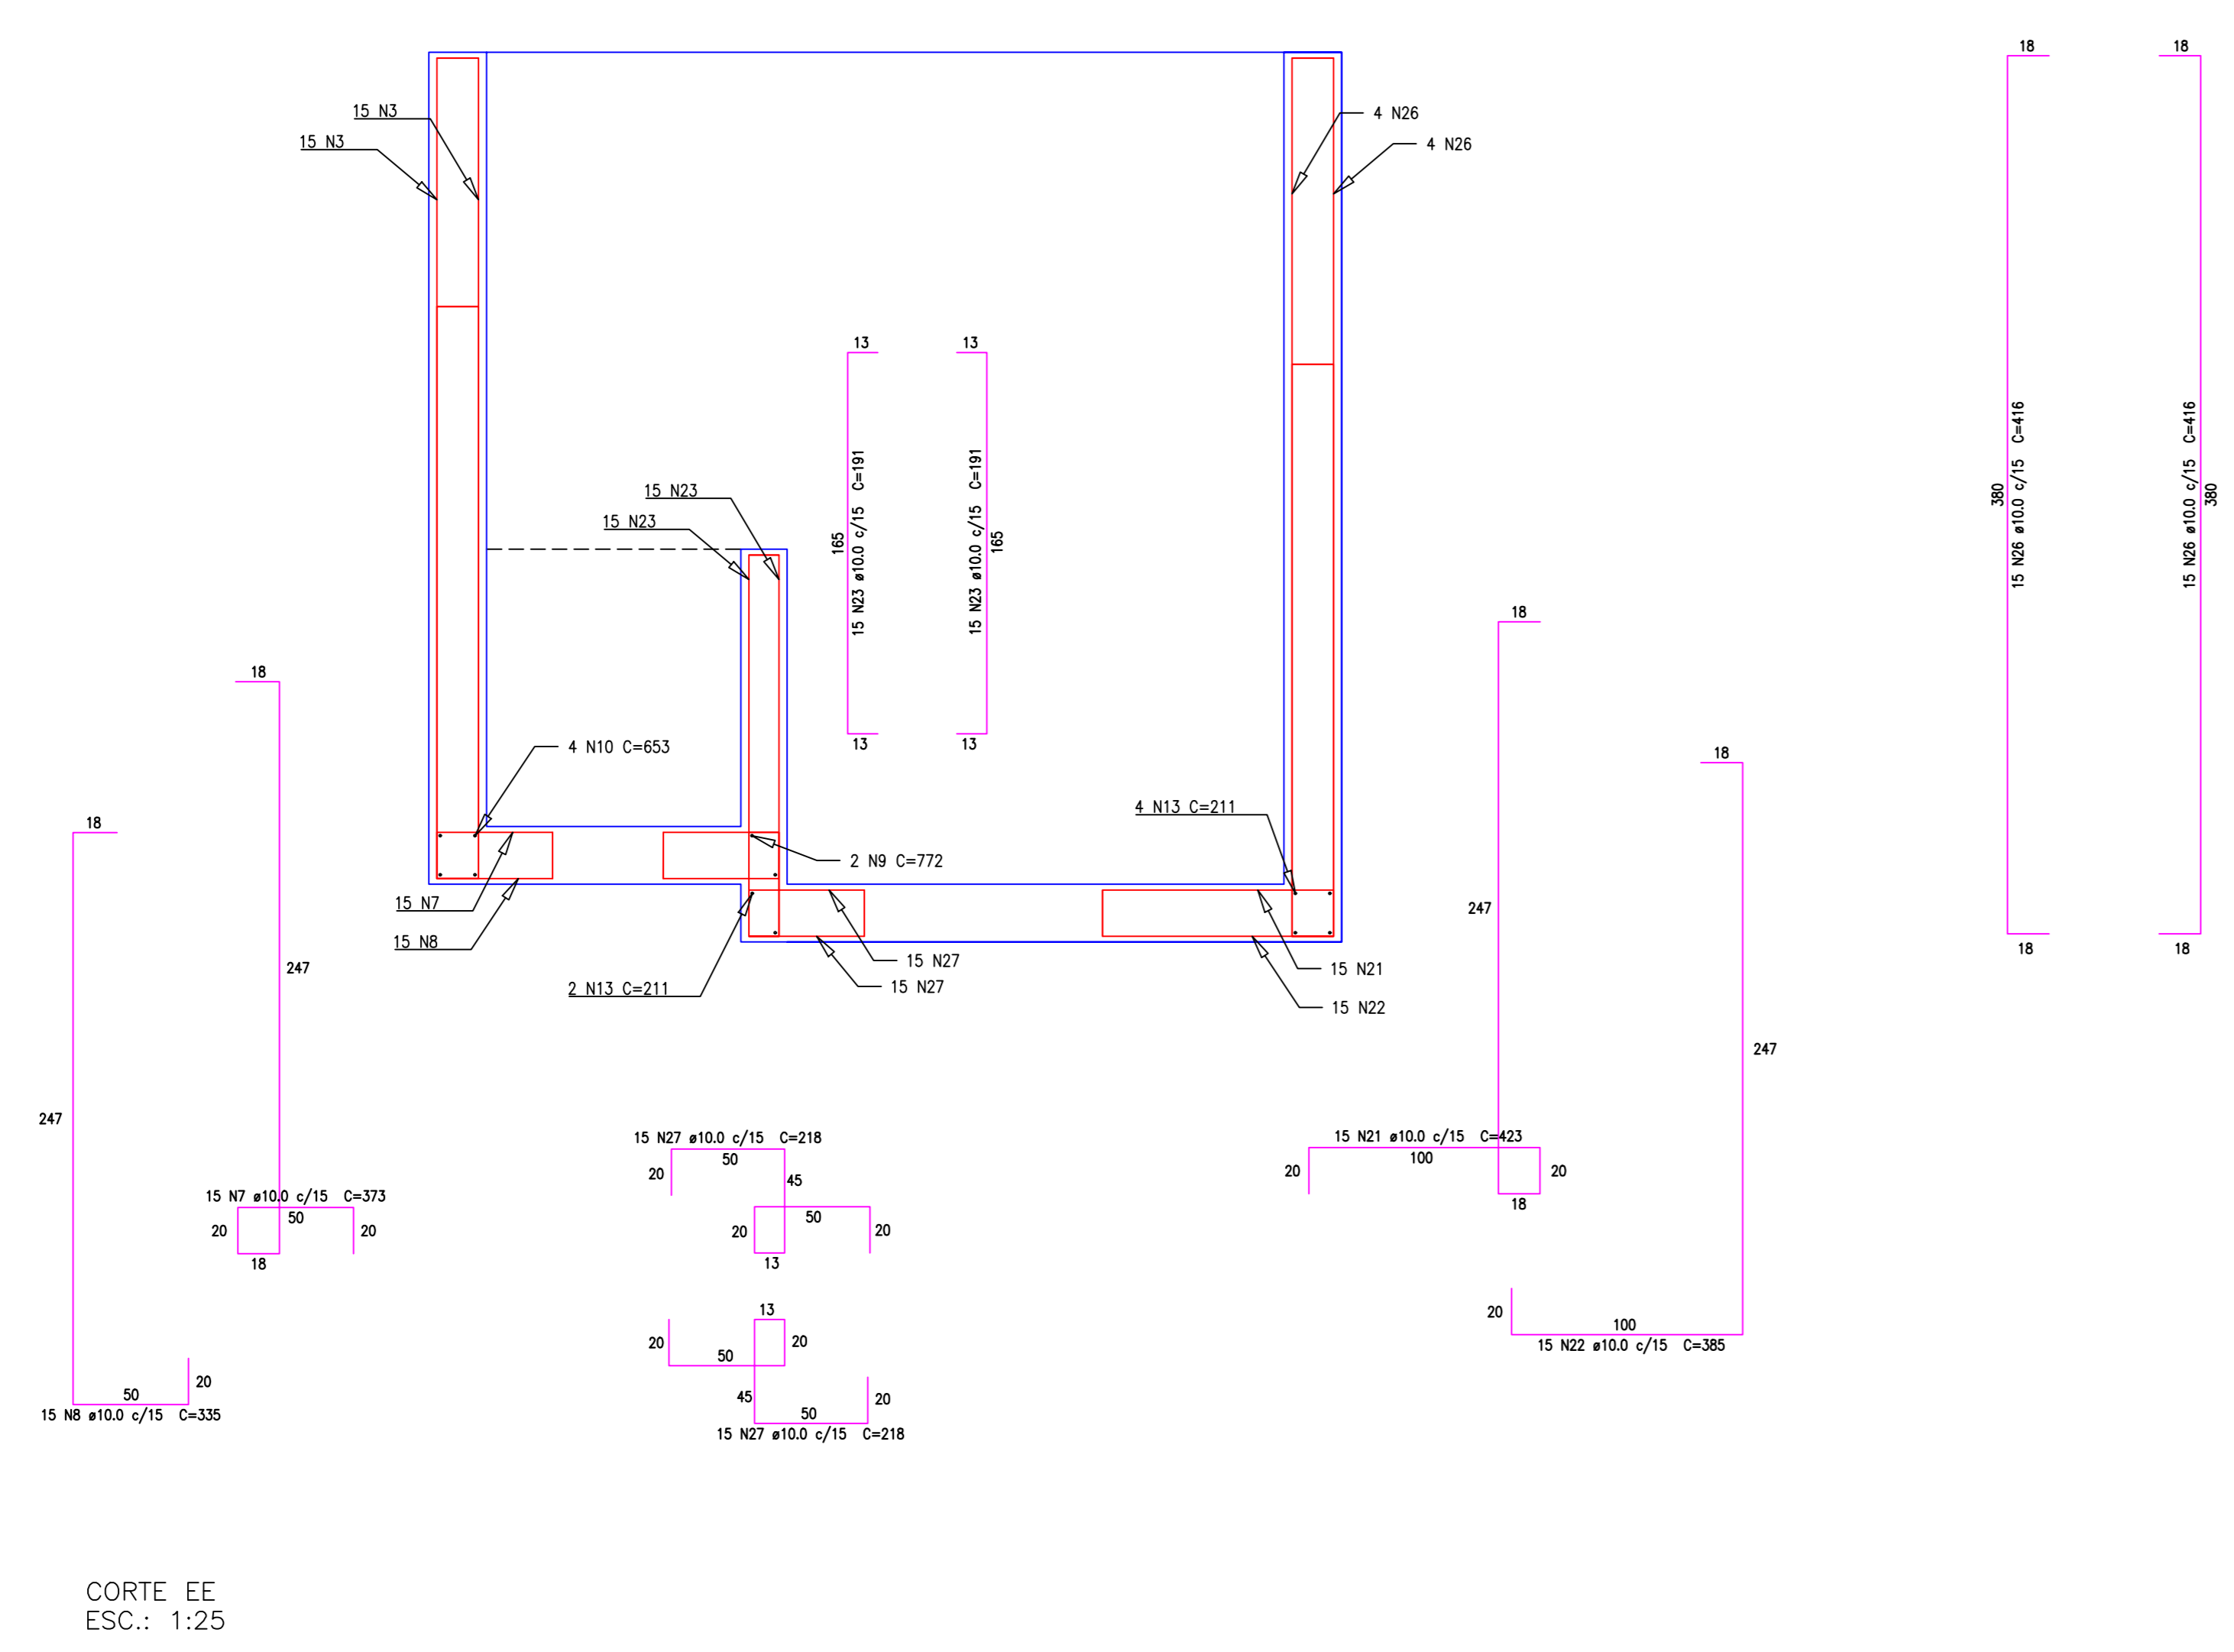 18
18
15 N3
4 N26
15 N3
4 N26
13
13
15 N26 ø10.0 c/15 C=416
380
15 N26 ø10.0 c/15 C=416
380
15 N23
15 N23
165
15 N23 ø10.0 c/15 C=191
15 N23 ø10.0 c/15 C=191
165
18
18
13
13
4 N10 C=653
18
18
4 N13 C=211
2 N9 C=772
15 N7
15 N8
247
18
18
15 N27
15 N21
247
2 N13 C=211
15 N27
15 N22
247
247
15 N27 ø10.0 c/15 C=218
50
20
45
15 N21 ø10.0 c/15 C=423
100
20
20
18
15 N7 ø10.0 c/15 C=373
50
20
20
18
50
20
20
13
13
20
20
50
20
100
15 N22 ø10.0 c/15 C=385
20
50
15 N8 ø10.0 c/15 C=335
45
20
50
15 N27 ø10.0 c/15 C=218
CORTE EE
ESC.: 1:25